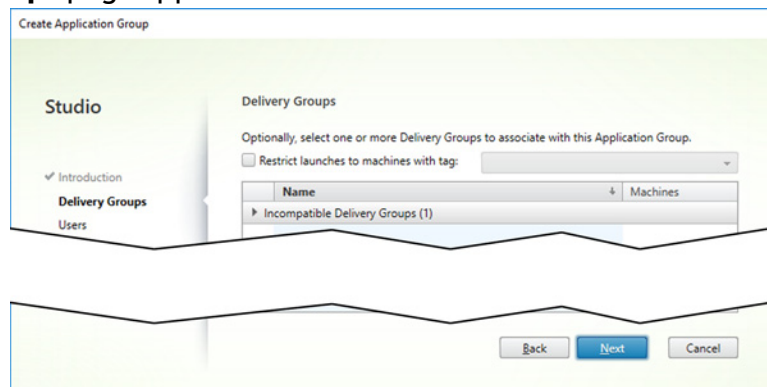 Create Application Group
Studio
Delivery Groups
Optionally, select one or more Delivery Groups to associate with this Application Group.
Restrict launches to machines with tag:
Introduction
Delivery Groups
Users
Name Machines
Incompatible Delivery Groups (1)
Back Next Cancel